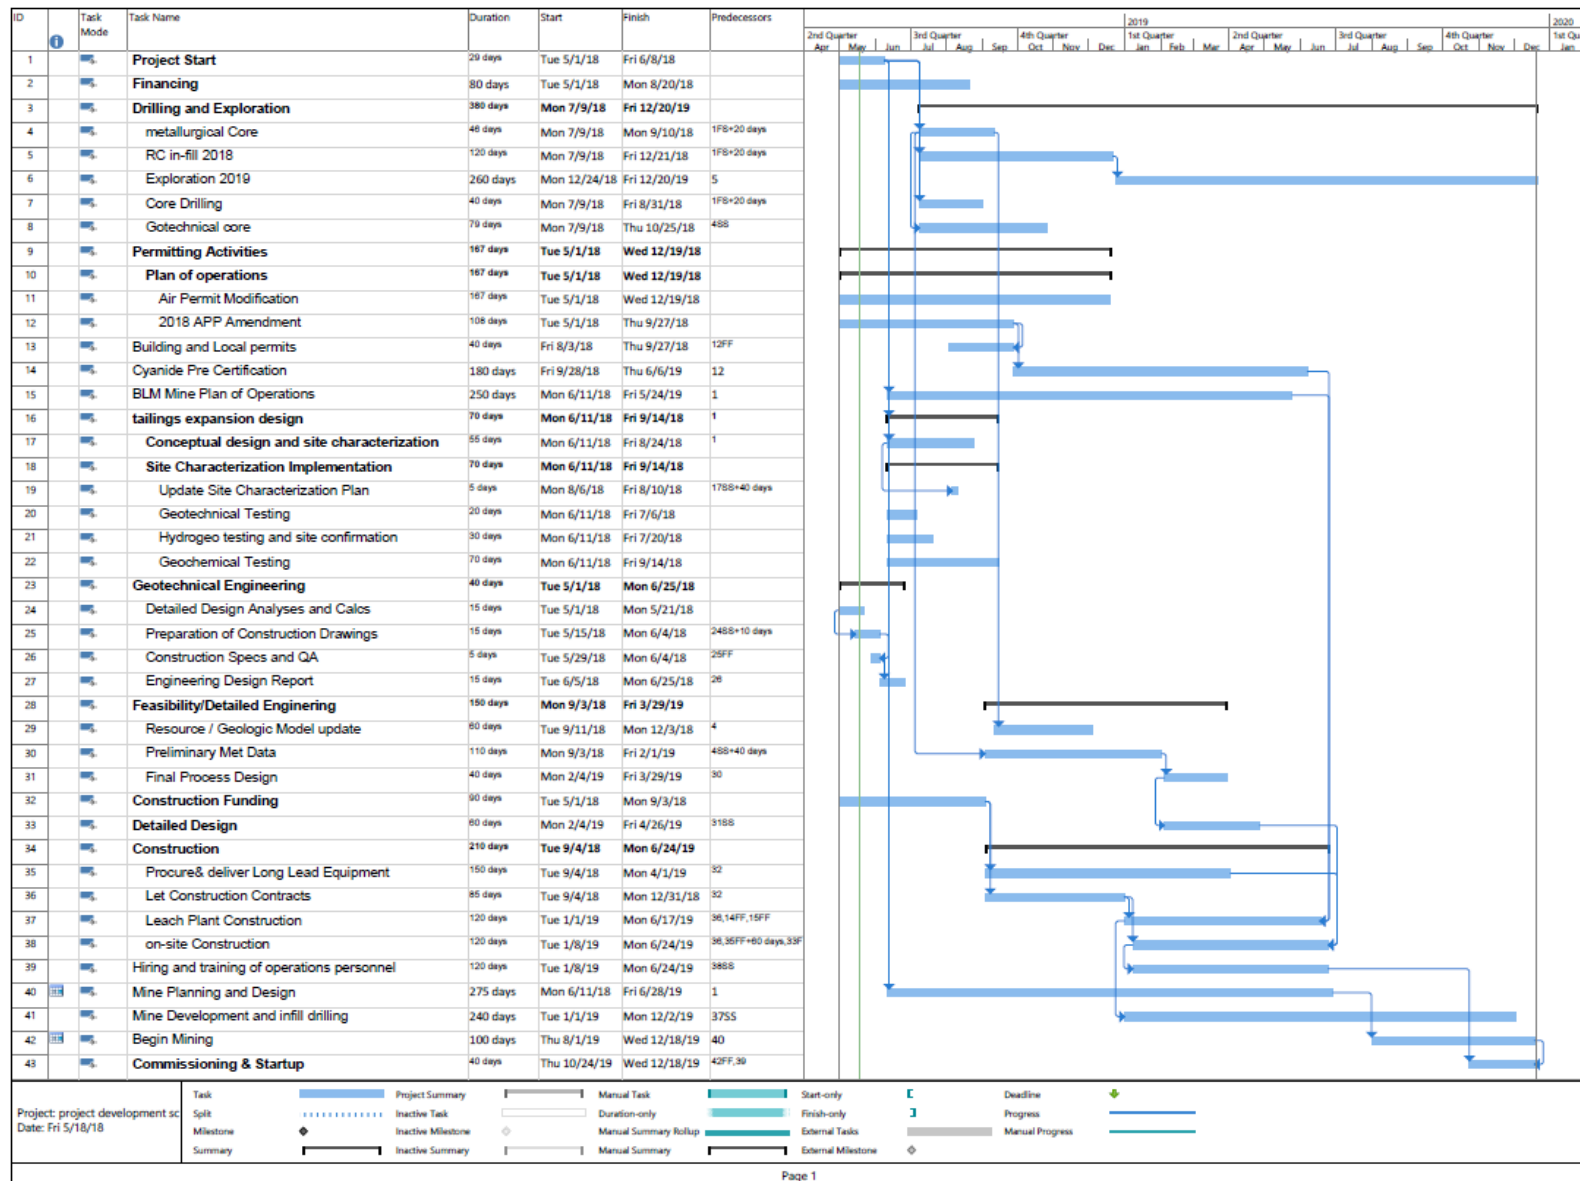 ID Task Mode Task Name Duration Start Finish Predecessors
2019 2020
2nd Quarter 3rd Quarter 4th Quarter 1st Quarter 2nd Quarter 3rd Quarter 4th Quarter 1st Qu
Apr May Jun Jul Aug Sep Oct Nov Dec Jan Feb Mar Apr May Jun Jul Aug Sep Oct Nov Dec Jan
1 Project Start 29 days Tue 5/1/18 Fri 6/8/18
2 Financing 80 days Tue 5/1/18 Mon 8/20/18
3 Drilling and Exploration 380 days Mon 7/9/18 Fri 12/20/19
4 metallurgical Core 46 days Mon 7/9/18 Mon 9/10/18 1FS+20 days
5 RC in-fill 2018 120 days Mon 7/9/18 Fri 12/21/18 1FS+20 days
6 Exploration 2019 260 days Mon 12/24/18 Fri 12/20/19 5
7 Core Drilling 40 days Mon 7/9/18 Fri 8/31/18 1FS+20 days
8 Gotechnical core 79 days Mon 7/9/18 Thu 10/25/18 4SS
9 Permitting Activities 167 days Tue 5/1/18 Wed 12/19/18
10 Plan of operations 167 days Tue 5/1/18 Wed 12/19/18
11 Air Permit Modification 167 days Tue 5/1/18 Wed 12/19/18
12 2018 APP Amendment 108 days Tue 5/1/18 Thu 9/27/18
13 Building and Local permits 40 days Fri 8/3/18 Thu 9/27/18 12FF
14 Cyanide Pre Certification 180 days Fri 9/28/18 Thu 6/6/19 12
15 BLM Mine Plan of Operations 250 days Mon 6/11/18 Fri 5/24/19 1
16 tailings expansion design 70 days Mon 6/11/18 Fri 9/14/18 1
17 Conceptual design and site characterization 55 days Mon 6/11/18 Fri 8/24/18 1
18 Site Characterization Implementation 70 days Mon 6/11/18 Fri 9/14/18
19 Update Site Characterization Plan 5 days Mon 8/6/18 Fri 8/10/18 17SS+40 days
20 Geotechnical Testing 20 days Mon 6/11/18 Fri 7/6/18
21 Hydrogeo testing and site confirmation 30 days Mon 6/11/18 Fri 7/20/18
22 Geochemical Testing 70 days Mon 6/11/18 Fri 9/14/18
23 Geotechnical Engineering 40 days Tue 5/1/18 Mon 6/25/18
24 Detailed Design Analyses and Calcs 15 days Tue 5/1/18 Mon 5/21/18
25 Preparation of Construction Drawings 15 days Tue 5/15/18 Mon 6/4/18 24SS+10 days
26 Construction Specs and QA 5 days Tue 5/29/18 Mon 6/4/18 25FF
27 Engineering Design Report 15 days Tue 6/5/18 Mon 6/25/18 26
28 Feasibility/Detailed Enginering 150 days Mon 9/3/18 Fri 3/29/19
29 Resource / Geologic Model update 60 days Tue 9/11/18 Mon 12/3/18 4
30 Preliminary Met Data 110 days Mon 9/3/18 Fri 2/1/19 4SS+40 days
31 Final Process Design 40 days Mon 2/4/19 Fri 3/29/19 30
32 Construction Funding 90 days Tue 5/1/18 Mon 9/3/18
33 Detailed Design 60 days Mon 2/4/19 Fri 4/26/19 31SS
34 Construction 210 days Tue 9/4/18 Mon 6/24/19
35 Procure& deliver Long Lead Equipment 150 days Tue 9/4/18 Mon 4/1/19 32
36 Let Construction Contracts 85 days Tue 9/4/18 Mon 12/31/18 32
37 Leach Plant Construction 120 days Tue 1/1/19 Mon 6/17/19 36,14FF,15FF
38 on-site Construction 120 days Tue 1/8/19 Mon 6/24/19 36,35FF+60 days,33F
39 Hiring and training of operations personnel 120 days Tue 1/8/19 Mon 6/24/19 38SS
40 Mine Planning and Design 275 days Mon 6/11/18 Fri 6/28/19 1
41 Mine Development and infill drilling 240 days Tue 1/1/19 Mon 12/2/19 37SS
42 Begin Mining 100 days Thu 8/1/19 Wed 12/18/19 40
43 Commissioning & Startup 40 days Thu 10/24/19 Wed 12/18/19 42FF,39
Project: project development sc
Date: Fri 5/18/18
Task Project Summary Manual Task Start-only Deadline
Split Inactive Task Duration-only Finish-only Progress
Milestone Inactive Milestone Manual Summary Rollup External Tasks Manual Progress
Summary Inactive Summary Manual Summary External Milestone
Page 1